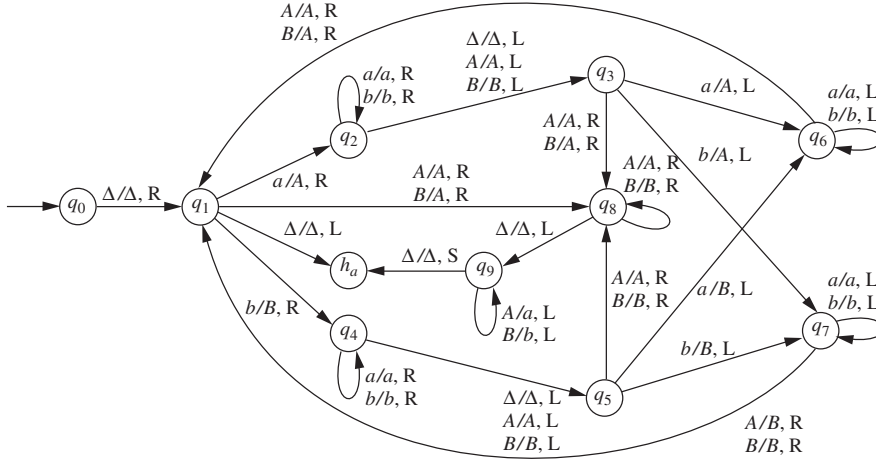 A/A, R
B/A, R
Δ/Δ, L
A/A, L
B/B, L
q3
a/a, R
b/b, R
a/A, L
a/a, L
b/b, L
q2
q6
A/A, R
B/A, R
b/A, L
a/A, R
A/A, R
B/A, R
A/A, R
B/B, R
Δ/Δ, R
q0
q1
q8
Δ/Δ, L
Δ/Δ, L
Δ/Δ, S
ha
q9
A/A, R
B/B, R
a/B, L
a/a, L
b/b, L
b/B, R
A/a, L
B/b, L
q4
q7
b/B, L
a/a, R
b/b, R
q5
Δ/Δ, L
A/A, L
B/B, L
A/B, R
B/B, R